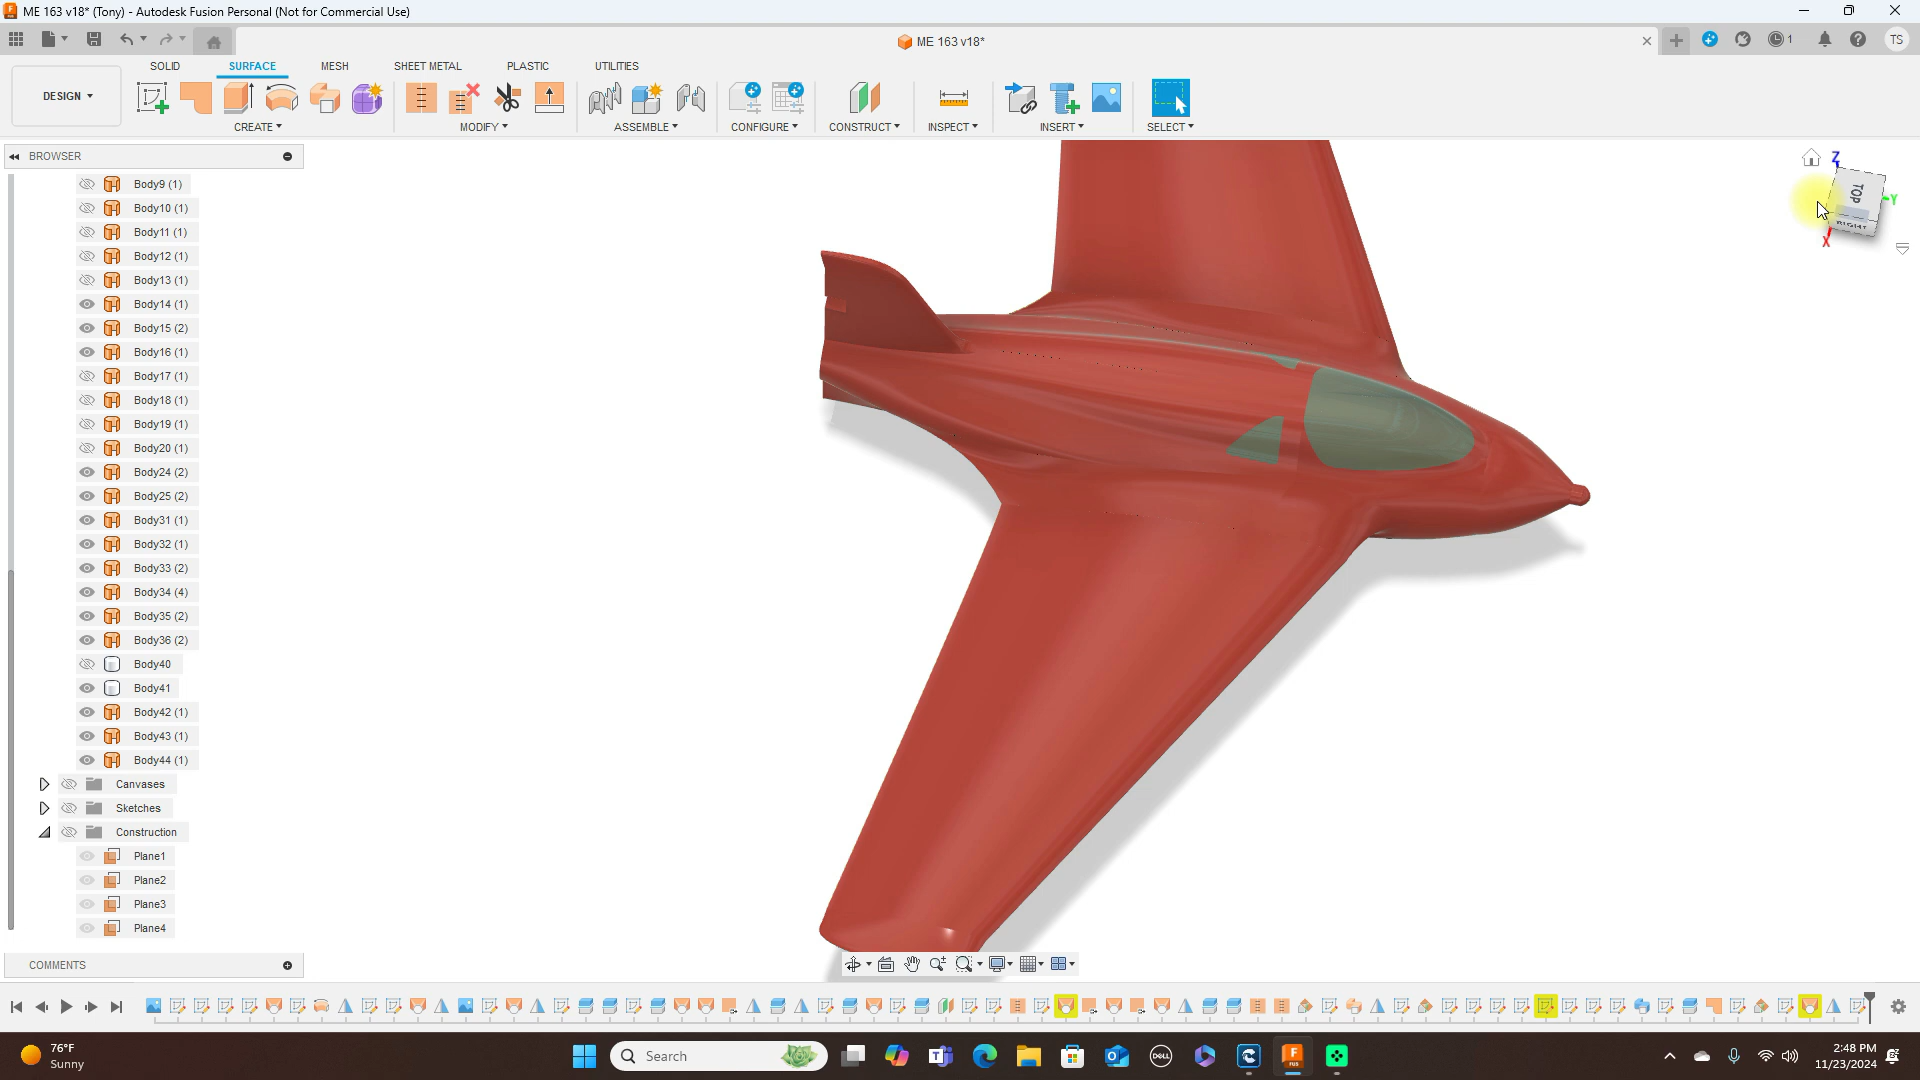 ME 163 v18* (Tony) - Autodesk Fusion Personal (Not for Commercial Use)
ME 163 v18*
1
TS
DESIGN
SOLID
SURFACE
MESH
SHEET METAL
PLASTIC
UTILITIES
CREATE
MODIFY
ASSEMBLE
CONFIGURE
CONSTRUCT
INSPECT
INSERT
SELECT
BROWSER
Z
TOP
Y
RIGHT
X
Body9 (1)
Body10 (1)
Body11 (1)
Body12 (1)
Body13 (1)
Body14 (1)
Body15 (2)
Body16 (1)
Body17 (1)
Body18 (1)
Body19 (1)
Body20 (1)
Body24 (2)
Body25 (2)
Body31 (1)
Body32 (1)
Body33 (2)
Body34 (4)
Body35 (2)
Body36 (2)
Body40
Body41
Body42 (1)
Body43 (1)
Body44 (1)
Canvases
Sketches
Construction
Plane1
Plane2
Plane3
Plane4
COMMENTS
76°F
Sunny
Search
DELL
F
FUS
2:48 PM
11/23/2024